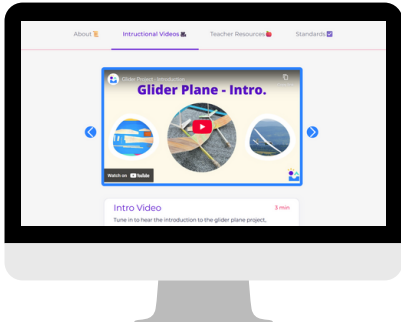 About
Intructional Videos
Teacher Resources
Standards
Glider Project - Introduction
Glider Plane - Intro.
Watch on YouTube
Intro Video
5 min
Tune in to hear the introduction to the glider plane project.